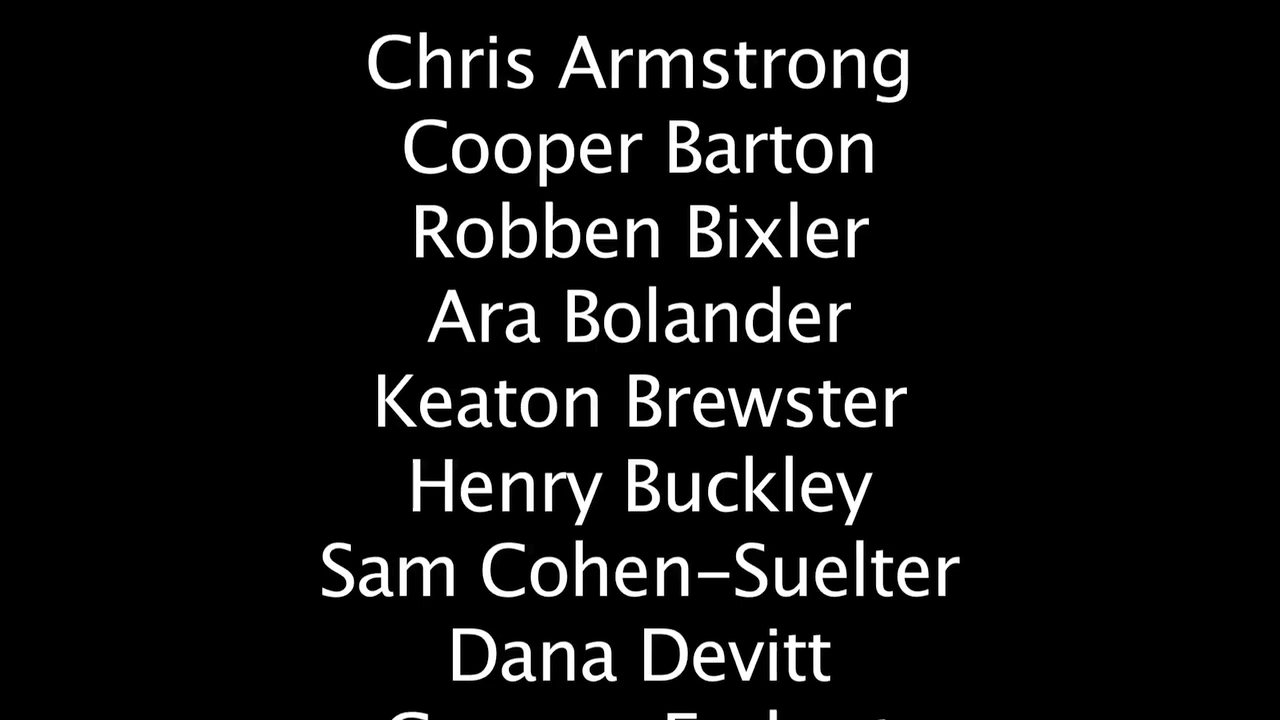 Chris Armstrong
Cooper Barton
Robben Bixler
Ara Bolander
Keaton Brewster
Henry Buckley
Sam Cohen–Suelter
Dana Devitt